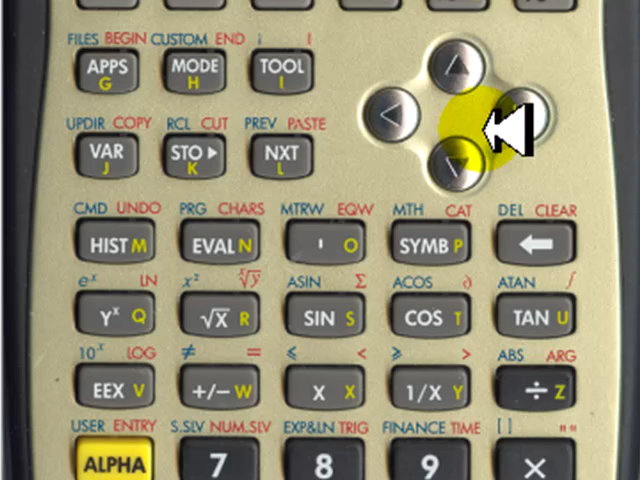 FILES BEGIN CUSTOM END i I
APPS G MODE H TOOL I
UPDIR COPY RCL CUT PREV PASTE
VAR J STO▶ K NXT L
CMD UNDO PRG CHARS MTRW EQW MTH CAT DEL CLEAR
HIST M EVAL N ' O SYMB P ←
eˣ LN x² ˣ√y ASIN Σ ACOS ∂ ATAN ∫
Yˣ Q √X R SIN S COS T TAN U
10ˣ LOG ≠ = ≤ < ≥ > ABS ARG
EEX V +/− W X X 1/X Y ÷ Z
USER ENTRY S.SLV NUM.SLV EXP&LN TRIG FINANCE TIME [ ] " "
ALPHA 7 8 9 ×